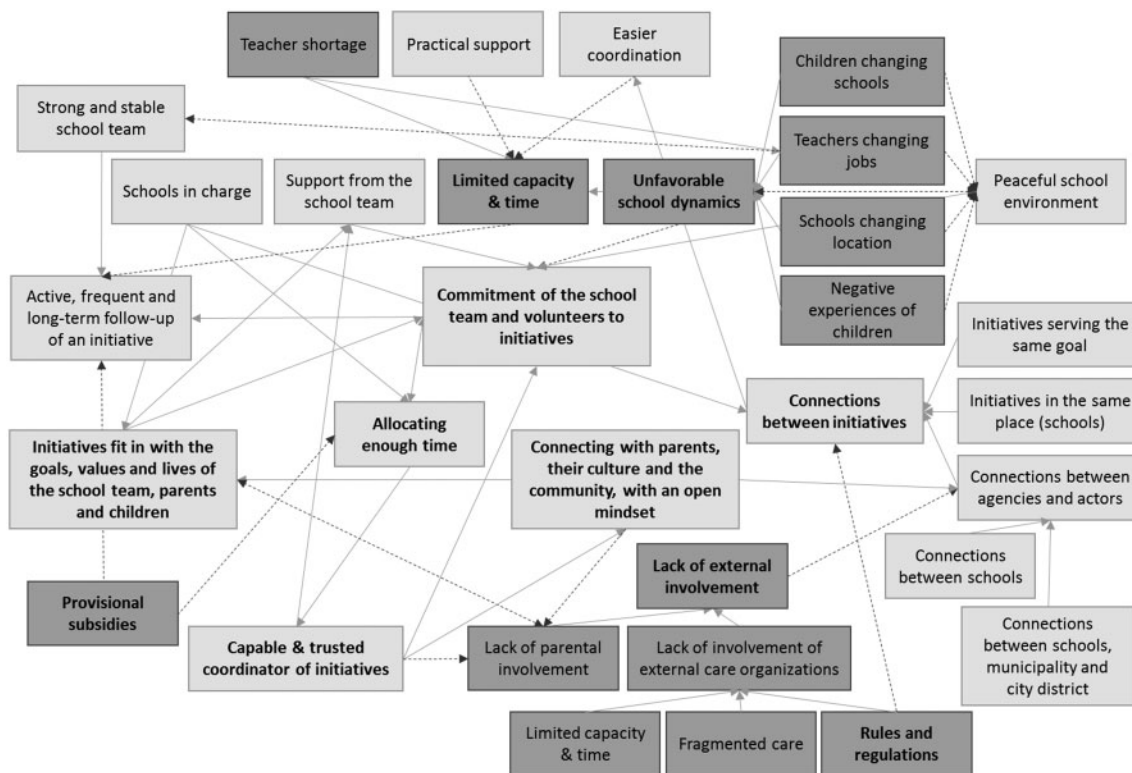 Teacher shortage
Practical support
Easier
coordination
Children changing
schools
Strong and stable
school team
Teachers changing
jobs
Schools in charge
Support from the
school team
Limited capacity
& time
Unfavorable
school dynamics
Peaceful school
environment
Schools changing
location
Active, frequent and
long-term follow-up
of an initiative
Commitment of the school
team and volunteers to
initiatives
Negative
experiences of
children
Initiatives serving the
same goal
Initiatives fit in with the
goals, values and lives of
the school team, parents
and children
Allocating
enough time
Connecting with parents,
their culture and the
community, with an open
mindset
Connections
between initiatives
Initiatives in the same
place (schools)
Connections between
agencies and actors
Connections
between schools
Provisional
subsidies
Lack of external
involvement
Capable & trusted
coordinator of initiatives
Lack of parental
involvement
Lack of involvement of
external care organizations
Connections
between schools,
municipality and
city district
Limited capacity
& time
Fragmented care
Rules and
regulations